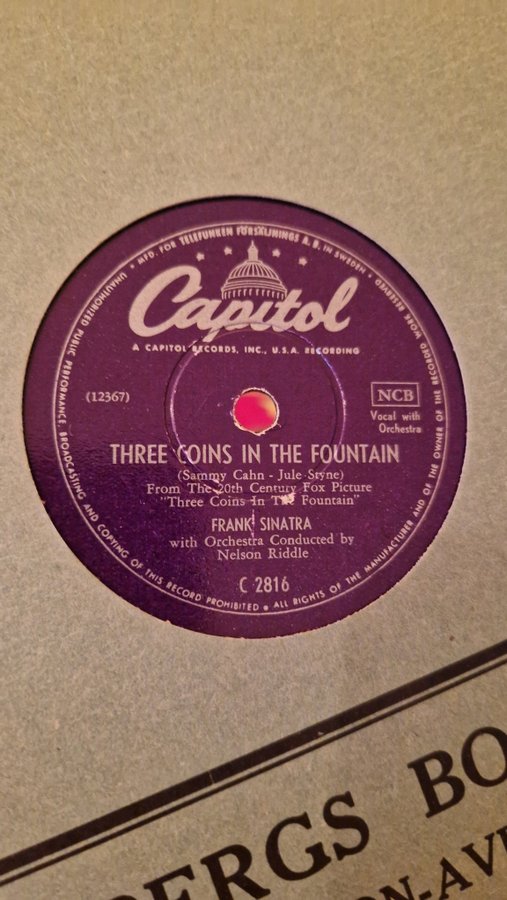 MFD. FOR TELEFUNKEN FÖRSÄLJNINGS A. B. IN SWEDEN •
Capitol
A CAPITOL RECORDS, INC., U.S.A. RECORDING
(12367)
NCB
Vocal with
Orchestra
THREE COINS IN THE FOUNTAIN
(Sammy Cahn - Jule Styne)
From The 20th Century Fox Picture
"Three Coins In The Fountain"
FRANK SINATRA
with Orchestra Conducted by
Nelson Riddle
C 2816
UNAUTHORIZED PUBLIC PERFORMANCE, BROADCASTING AND COPYING OF THIS RECORD PROHIBITED • ALL RIGHTS OF THE MANUFACTURER AND OF THE OWNER OF THE RECORDED WORK RESERVED
BERGS BO
ON-AV